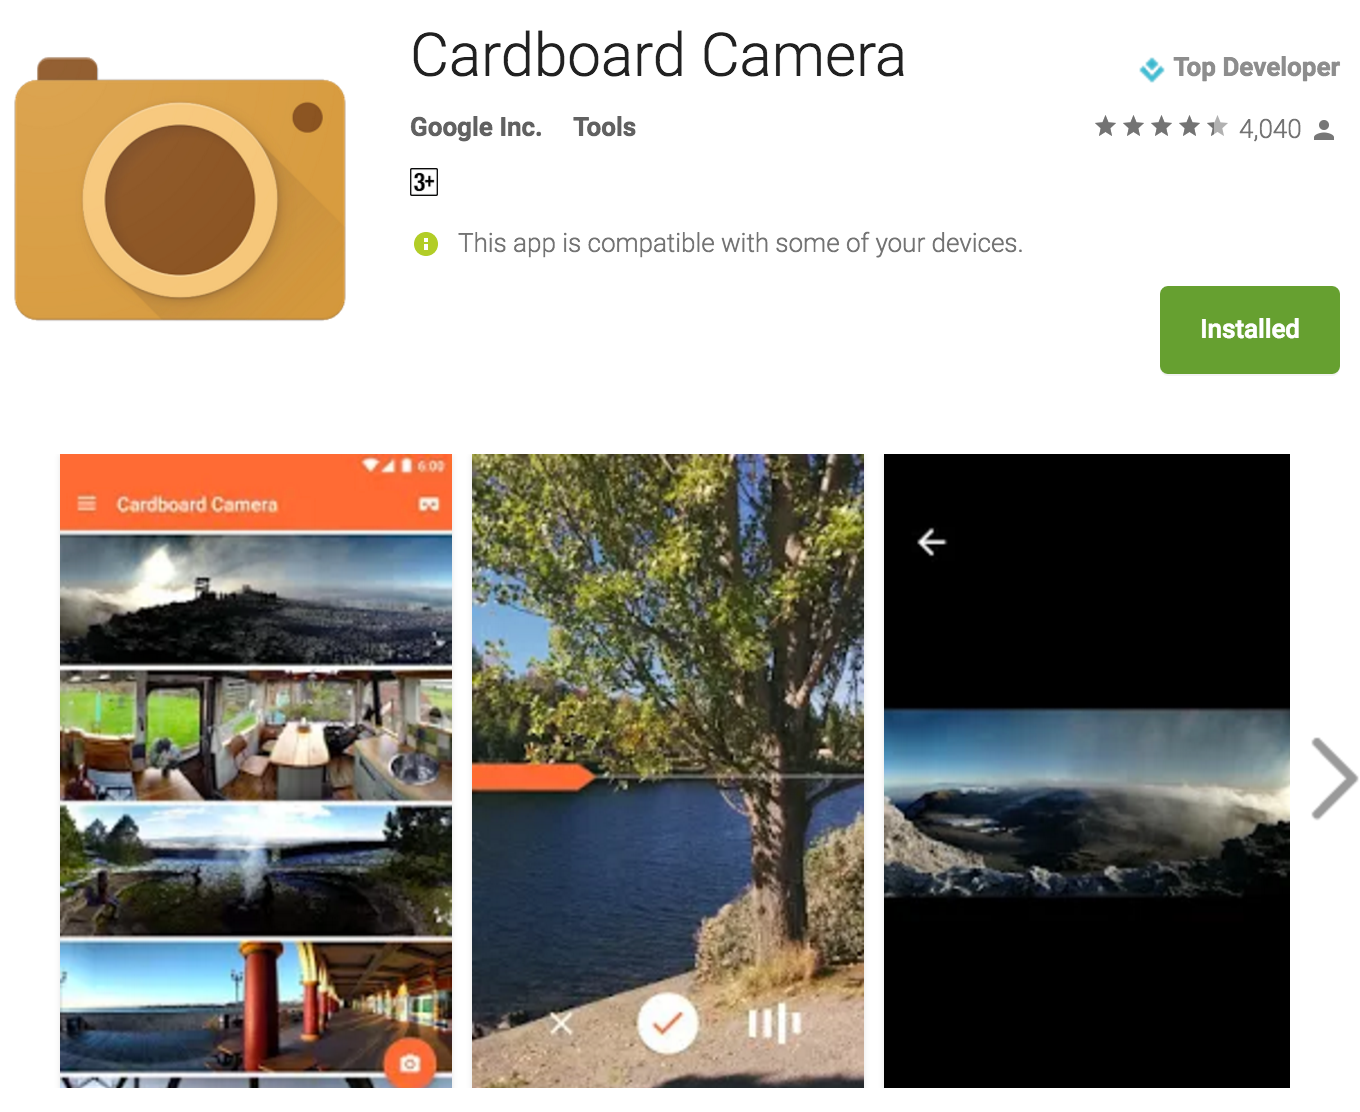 Cardboard Camera
Top Developer
Google Inc. Tools
4,040
3+
This app is compatible with some of your devices.
Installed
6:00
Cardboard Camera